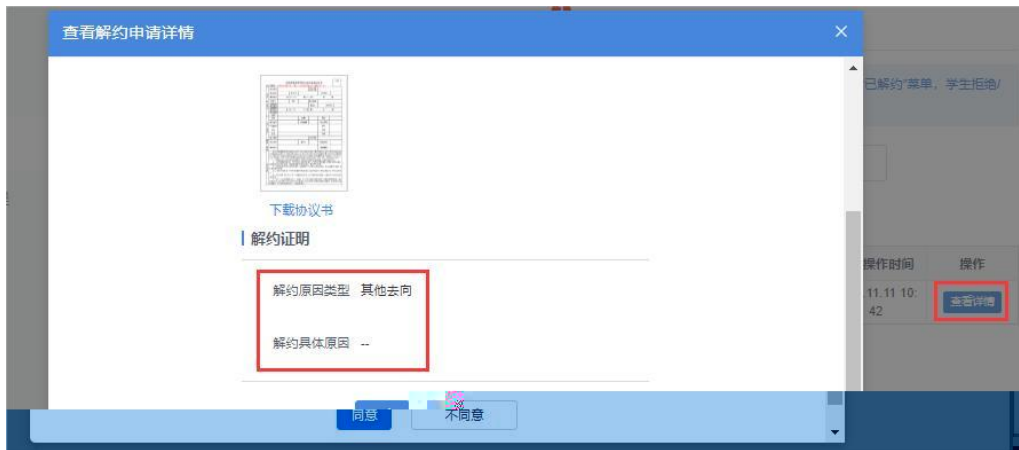 查看解约申请详情
已解约"菜单，学生拒绝/
下载协议书
解约证明
操作时间 操作
解约原因类型 其他去向
.11.11 10:
42
查看详情
解约具体原因 --
同意
不同意